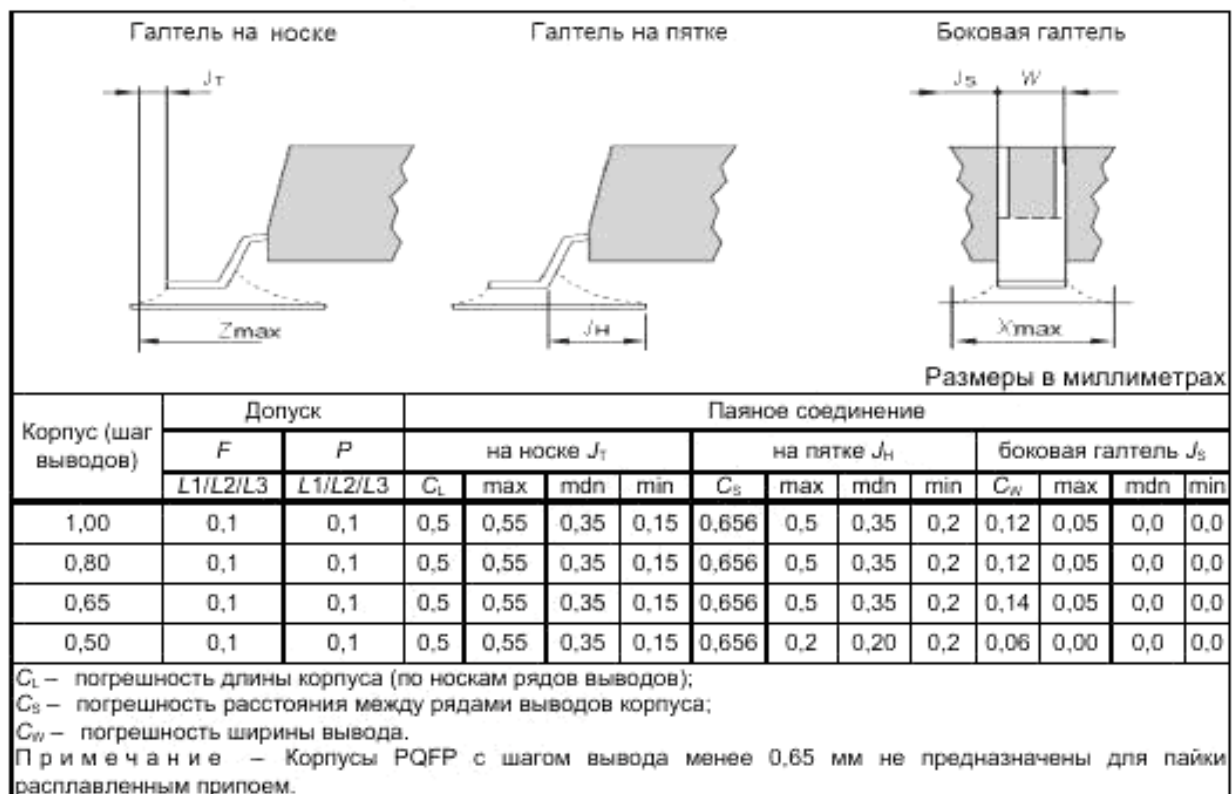 Галтель на носке Галтель на пятке Боковая галтель
JT JS W
Zmax JH Xmax
Размеры в миллиметрах
Корпус (шаг выводов) Допуск Паяное соединение
F P на носке JT на пятке JH боковая галтель JS
L1/L2/L3 L1/L2/L3 CL max mdn min CS max mdn min CW max mdn min
1,00 0,1 0,1 0,5 0,55 0,35 0,15 0,656 0,5 0,35 0,2 0,12 0,05 0,0 0,0
0,80 0,1 0,1 0,5 0,55 0,35 0,15 0,656 0,5 0,35 0,2 0,12 0,05 0,0 0,0
0,65 0,1 0,1 0,5 0,55 0,35 0,15 0,656 0,5 0,35 0,2 0,14 0,05 0,0 0,0
0,50 0,1 0,1 0,5 0,55 0,35 0,15 0,656 0,2 0,20 0,2 0,06 0,00 0,0 0,0
CL – погрешность длины корпуса (по носкам рядов выводов);
CS – погрешность расстояния между рядами выводов корпуса;
CW – погрешность ширины вывода.
Примечание – Корпусы PQFP с шагом вывода менее 0,65 мм не предназначены для пайки
расплавленным припоем.